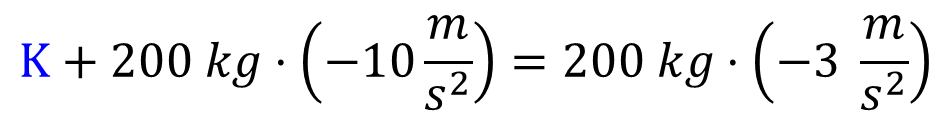 K + 200 kg · (−10 m/s²) = 200 kg · (−3 m/s²)